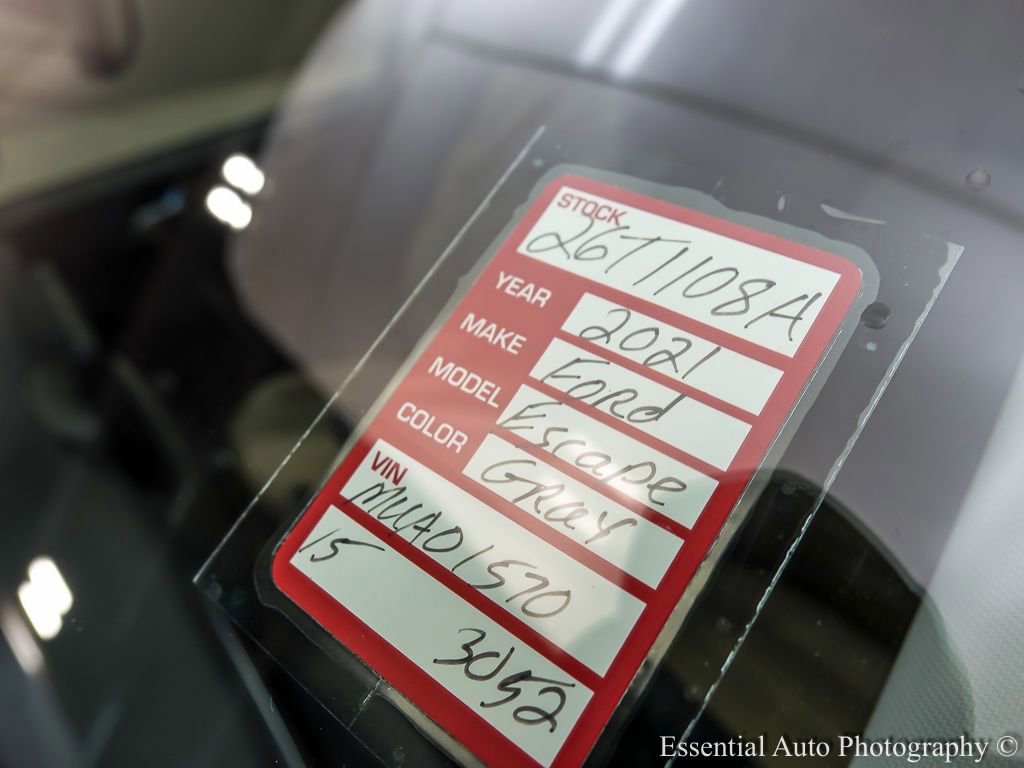 STOCK
26T1108A
YEAR 2021
MAKE Ford
MODEL Escape
COLOR Gray
VIN
MUA01570
15 3052
Essential Auto Photography ©